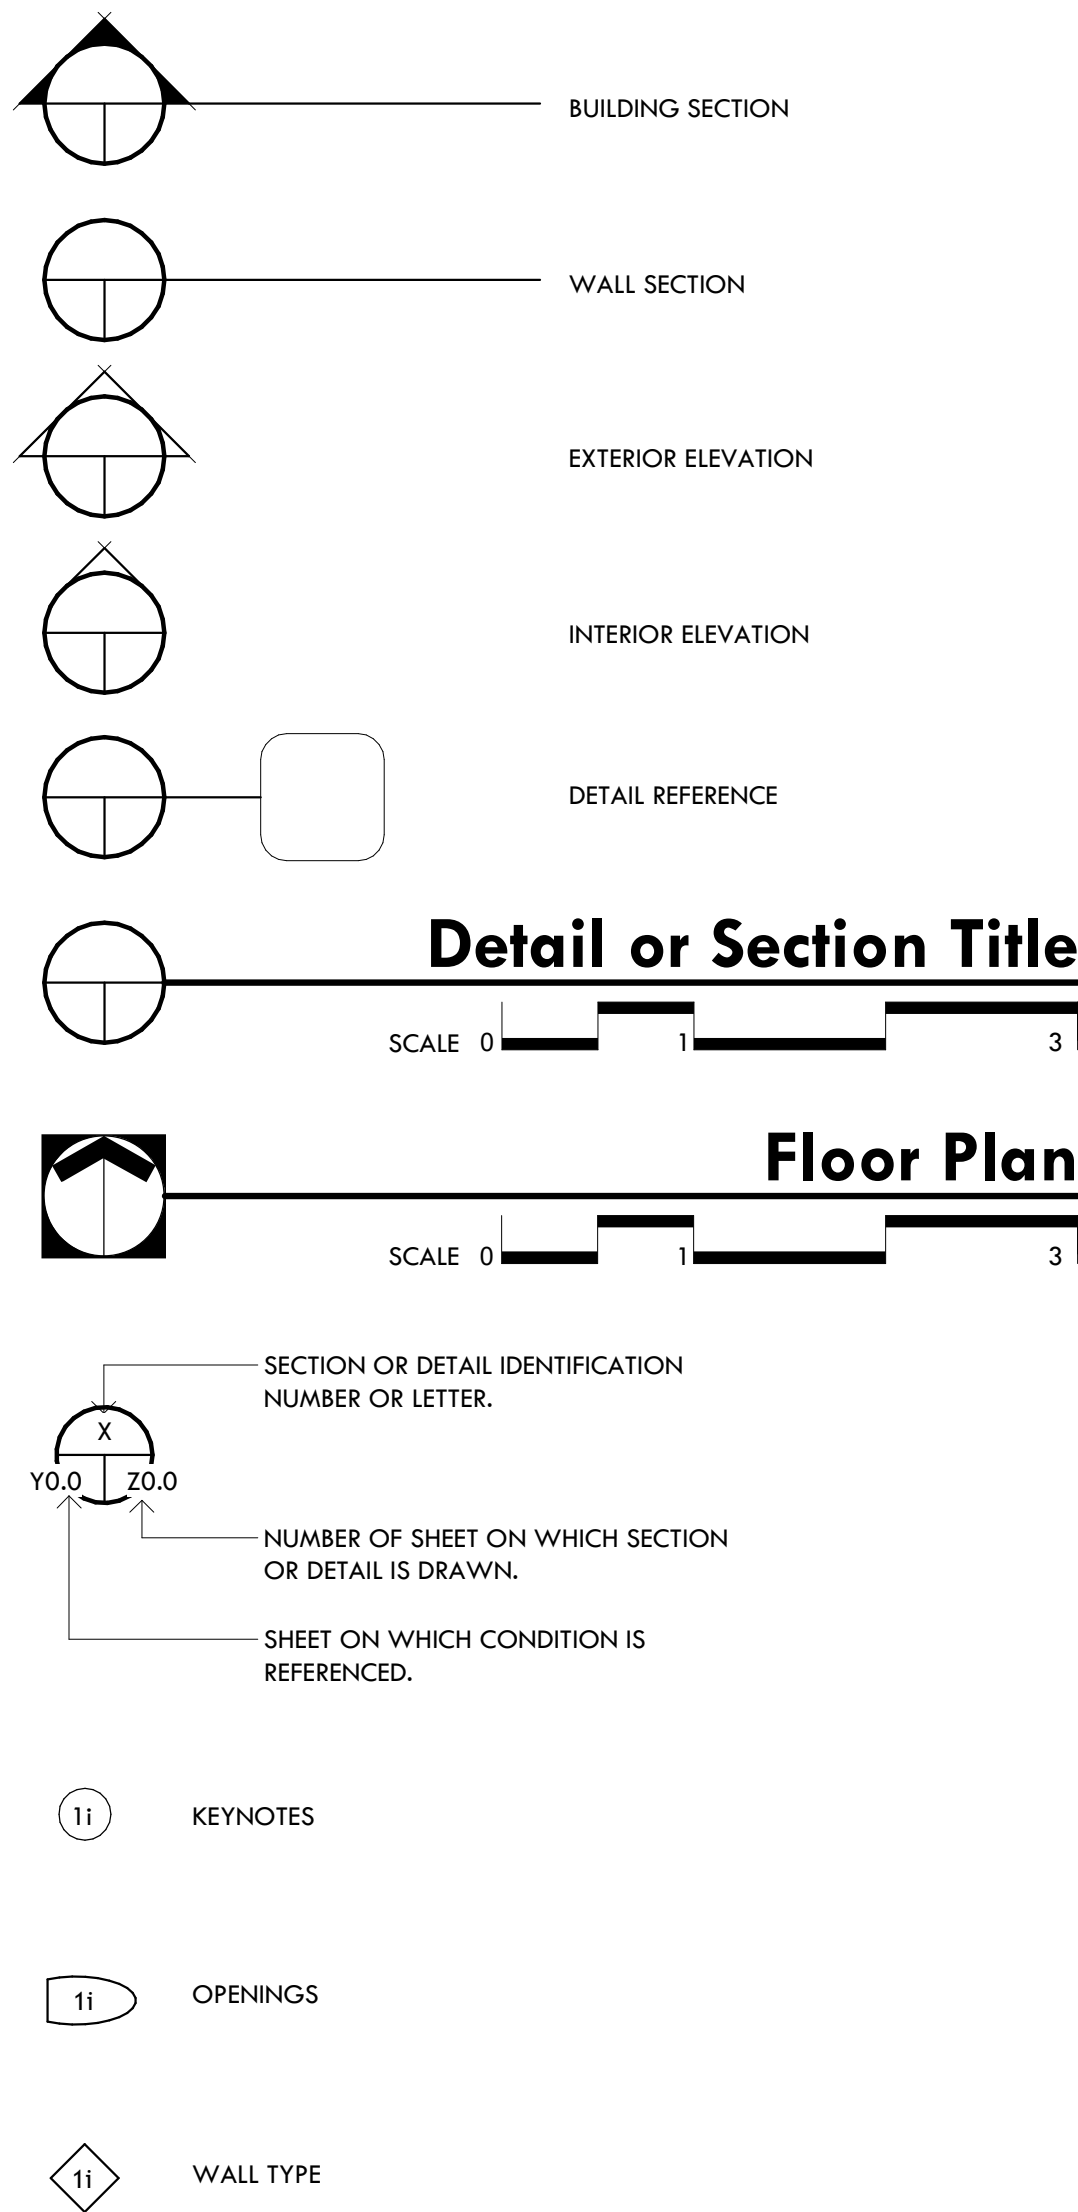 BUILDING SECTION
WALL SECTION
EXTERIOR ELEVATION
INTERIOR ELEVATION
DETAIL REFERENCE
Detail or Section Title
SCALE 0 1 3
Floor Plan
SCALE 0 1 3
SECTION OR DETAIL IDENTIFICATION
NUMBER OR LETTER.
X
Y0.0 Z0.0
NUMBER OF SHEET ON WHICH SECTION
OR DETAIL IS DRAWN.
SHEET ON WHICH CONDITION IS
REFERENCED.
1i KEYNOTES
1i OPENINGS
1i WALL TYPE